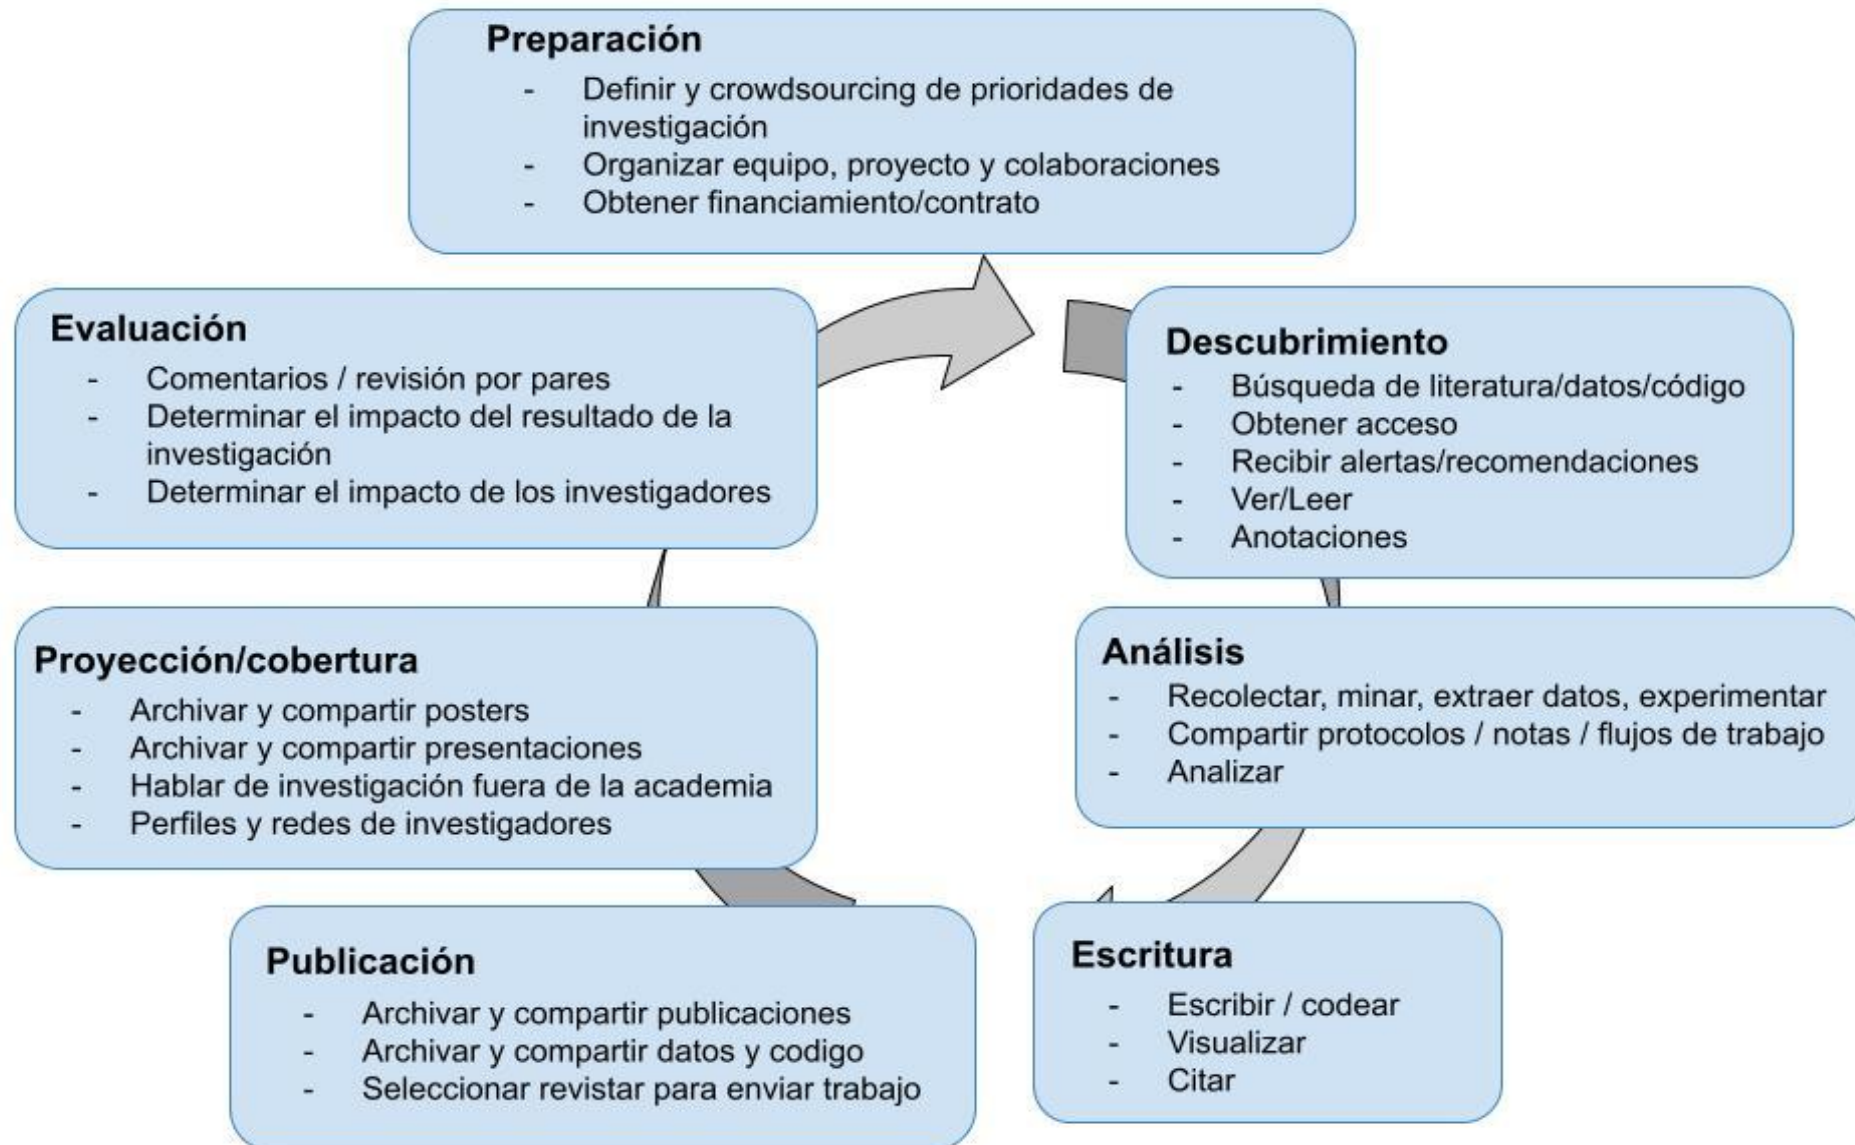 Preparación
- Definir y crowdsourcing de prioridades de
investigación
- Organizar equipo, proyecto y colaboraciones
- Obtener financiamiento/contrato
Descubrimiento
- Búsqueda de literatura/datos/código
- Obtener acceso
- Recibir alertas/recomendaciones
- Ver/Leer
- Anotaciones
Análisis
- Recolectar, minar, extraer datos, experimentar
- Compartir protocolos / notas / flujos de trabajo
- Analizar
Escritura
- Escribir / codear
- Visualizar
- Citar
Publicación
- Archivar y compartir publicaciones
- Archivar y compartir datos y codigo
- Seleccionar revistar para enviar trabajo
Proyección/cobertura
- Archivar y compartir posters
- Archivar y compartir presentaciones
- Hablar de investigación fuera de la academia
- Perfiles y redes de investigadores
Evaluación
- Comentarios / revisión por pares
- Determinar el impacto del resultado de la
investigación
- Determinar el impacto de los investigadores